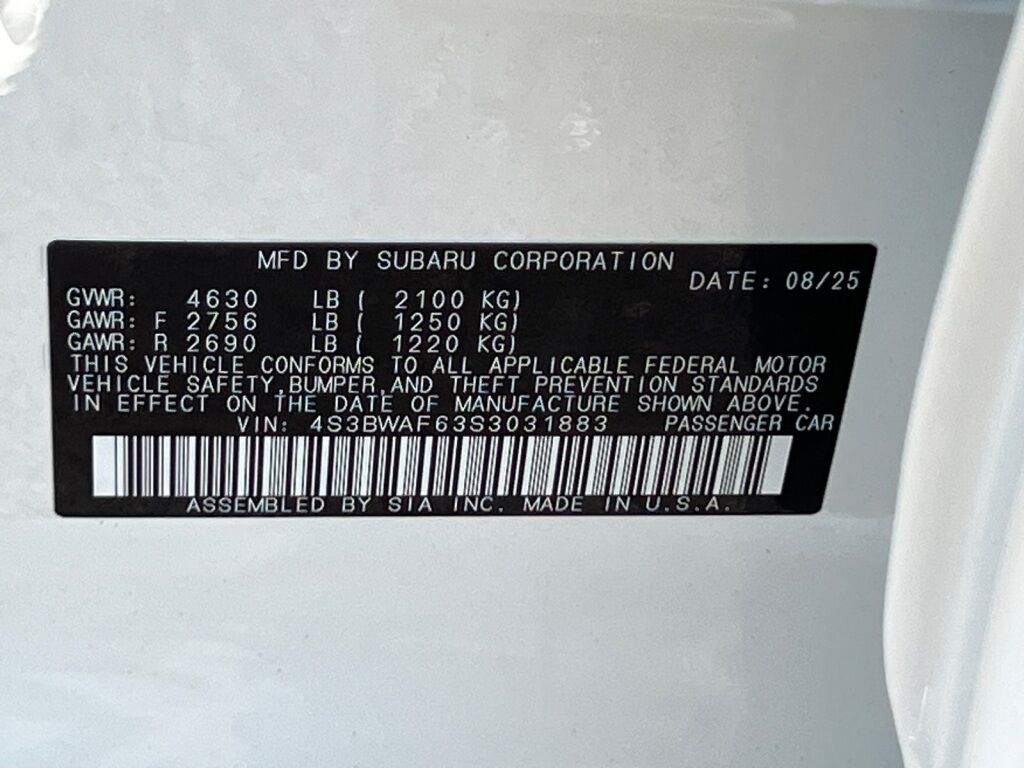 MFD BY SUBARU CORPORATION
DATE: 08/25
GVWR: 4630 LB ( 2100 KG)
GAWR: F 2756 LB ( 1250 KG)
GAWR: R 2690 LB ( 1220 KG)
THIS VEHICLE CONFORMS TO ALL APPLICABLE FEDERAL MOTOR
VEHICLE SAFETY, BUMPER, AND THEFT PREVENTION STANDARDS
IN EFFECT ON THE DATE OF MANUFACTURE SHOWN ABOVE.
VIN: 4S3BWAF63S3031883 PASSENGER CAR
ASSEMBLED BY SIA INC. MADE IN U.S.A.